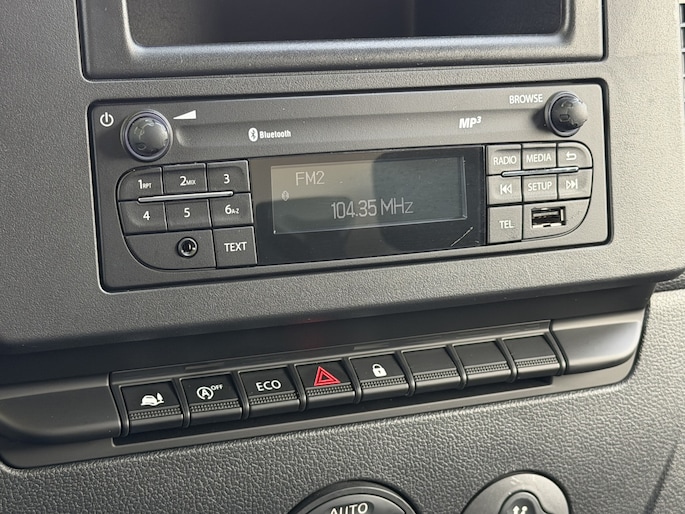 BROWSE
Bluetooth
MP3
1RPT
2MIX
3
4
5
6A-Z
TEXT
FM2
104.35 MHz
RADIO
MEDIA
SETUP
TEL
A OFF
ECO
AUTO